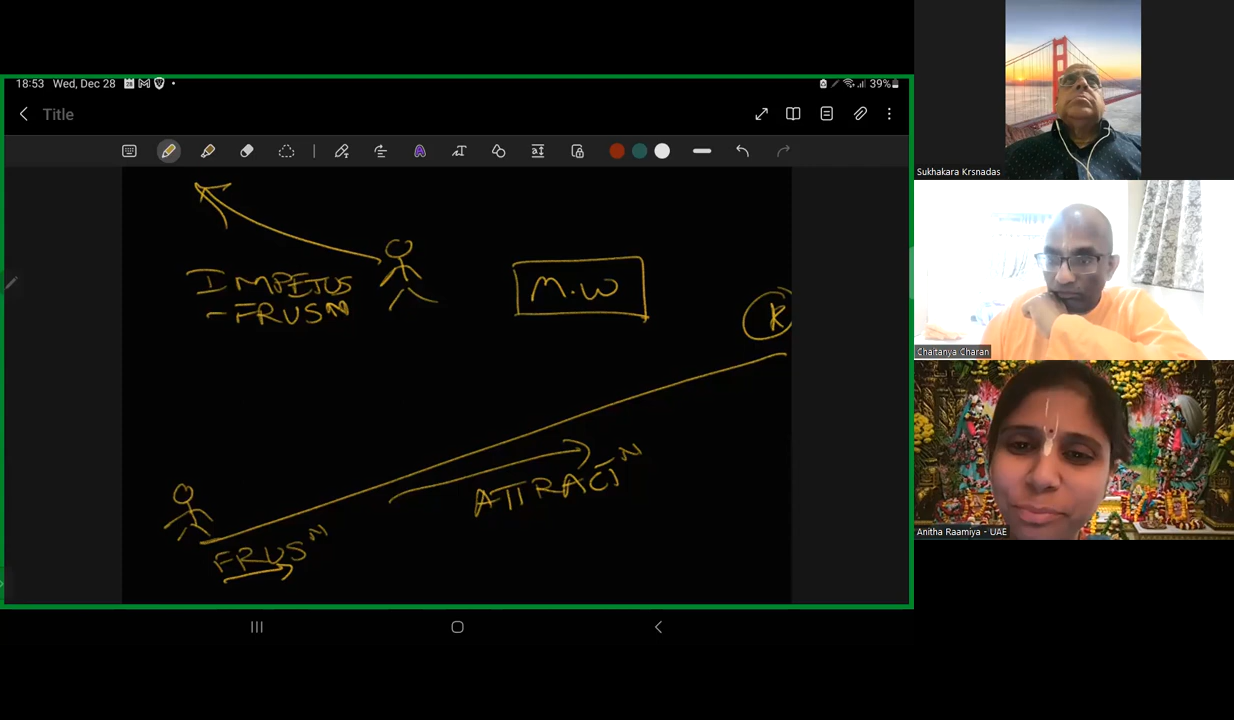 18:53 Wed, Dec 28
39%
Title
IMPETUS
- FRUSN
M.W
K
ATTRACTN
FRUSN
Sukhakara Krsnadas
Chaitanya Charan
Anitha Raamiya - UAE